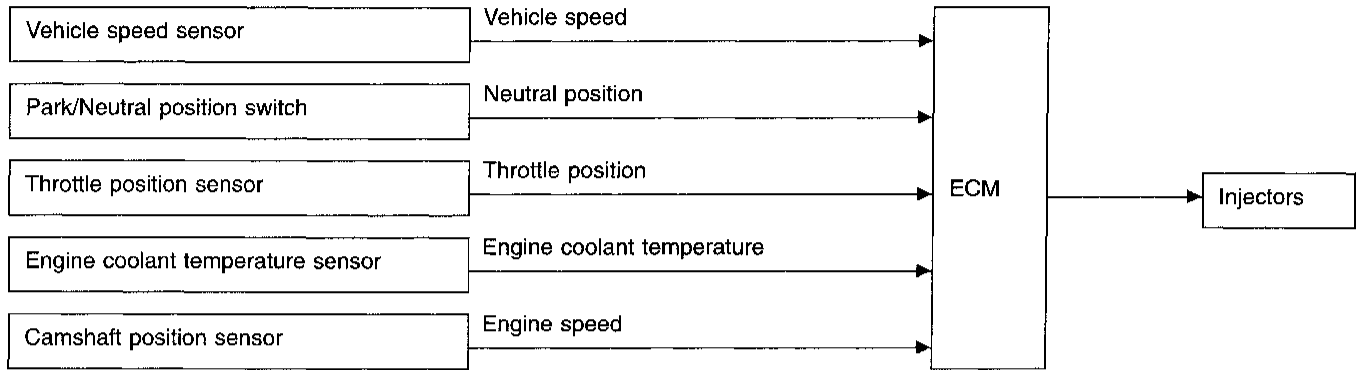 Vehicle speed sensor
Vehicle speed
Park/Neutral position switch
Neutral position
Throttle position sensor
Throttle position
Engine coolant temperature sensor
Engine coolant temperature
Camshaft position sensor
Engine speed
ECM
Injectors